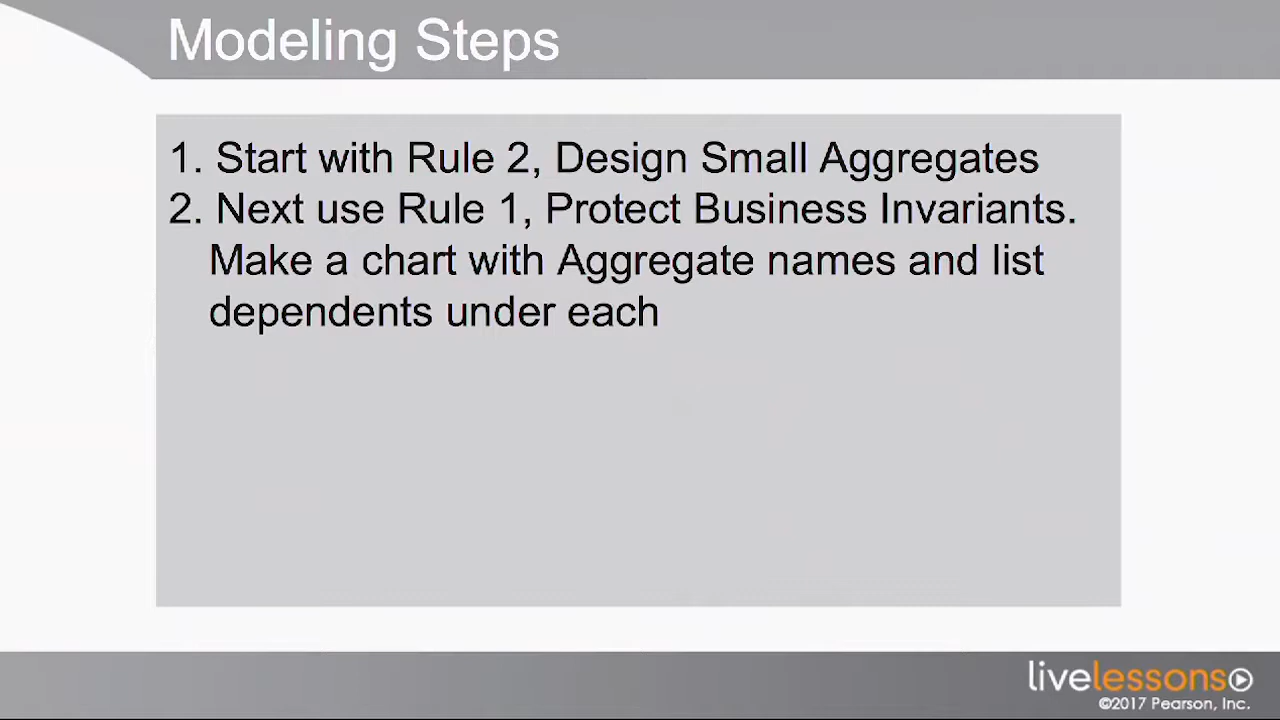 Modeling Steps
1. Start with Rule 2, Design Small Aggregates
2. Next use Rule 1, Protect Business Invariants.
Make a chart with Aggregate names and list
dependents under each
livelessons
©2017 Pearson, Inc.